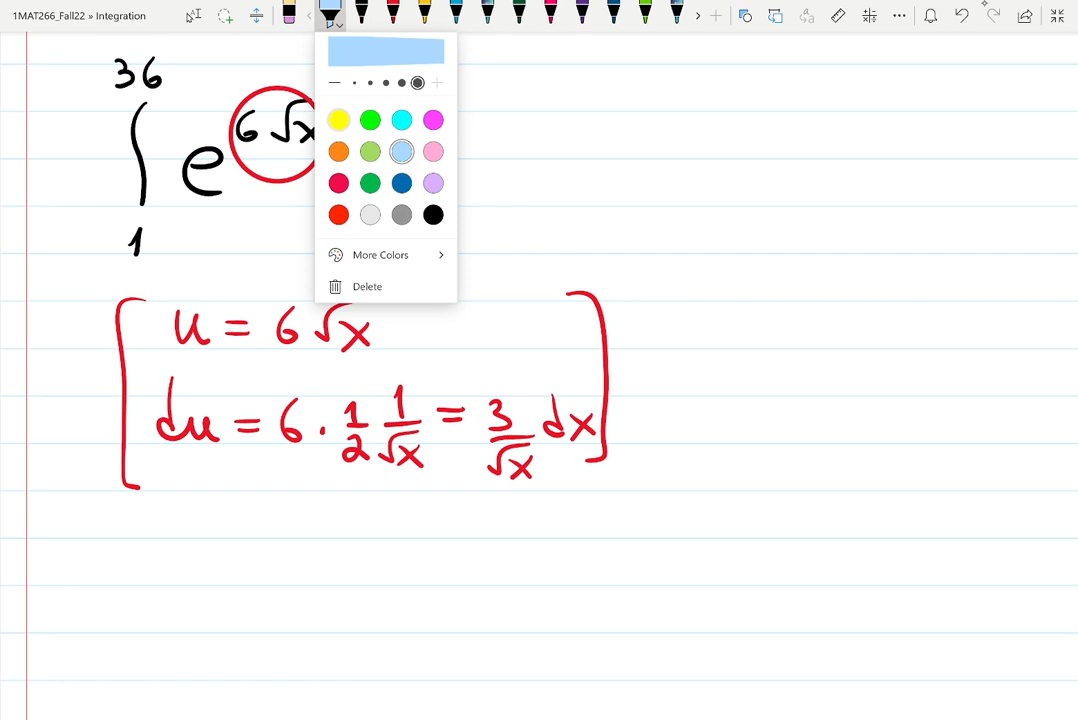 1MAT266_Fall22 » Integration
36
∫ e^(6√x
1
More Colors
Delete
u = 6√x
du = 6 · 1/2 1/√x = 3/√x dx